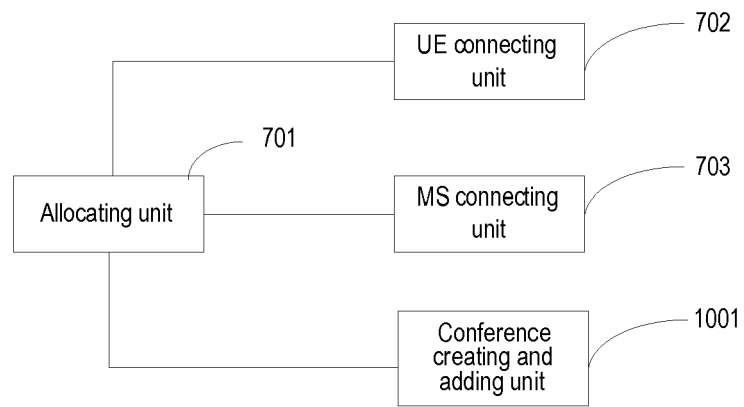 702
UE connecting
unit
701
703
Allocating unit
MS connecting
unit
1001
Conference
creating and
adding unit